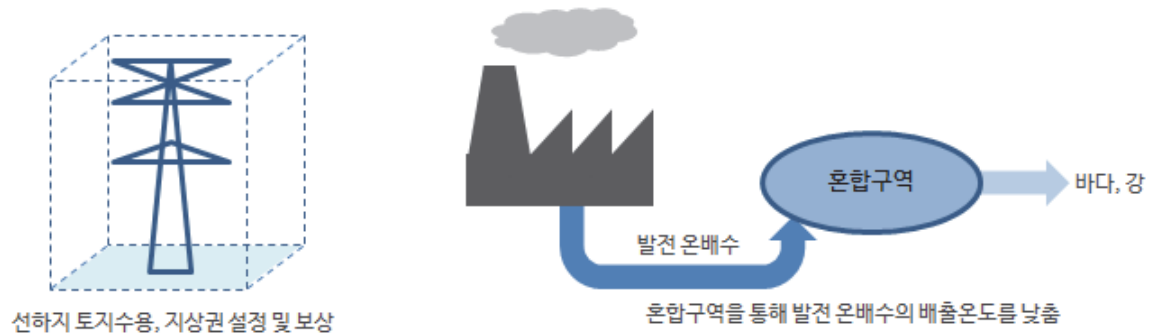 혼합구역
바다, 강
발전 온배수
선하지 토지수용, 지상권 설정 및 보상
혼합구역을 통해 발전 온배수의 배출온도를 낮춤